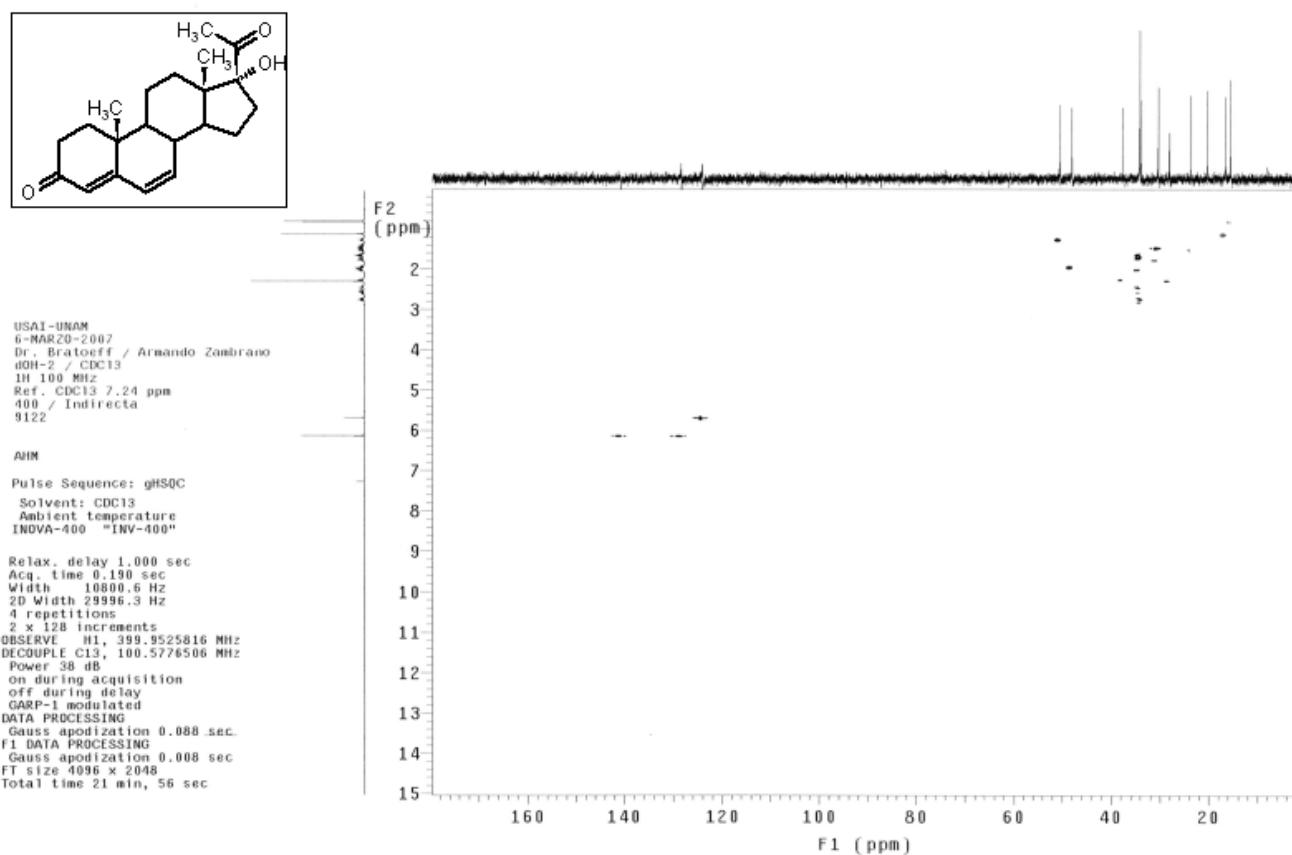 H₃C
O
CH₃
OH
H₃C
O
F2
(ppm)
2
3
4
5
6
7
8
9
10
11
12
13
14
15
160
140
120
100
80
60
40
20
F1 (ppm)
USAI-UNAM
6-MARZO-2007
Dr. Bratoeff / Armando Zambrano
dOH-2 / CDCl3
1H 100 MHz
Ref. CDCl3 7.24 ppm
400 / Indirecta
9122
AHM
Pulse Sequence: gHSQC
Solvent: CDCl3
Ambient temperature
INOVA-400 "INV-400"
Relax. delay 1.000 sec
Acq. time 0.190 sec
Width 10800.6 Hz
2D Width 29996.3 Hz
4 repetitions
2 x 128 increments
OBSERVE H1, 399.9525816 MHz
DECOUPLE C13, 100.5776506 MHz
Power 38 dB
on during acquisition
off during delay
GARP-1 modulated
DATA PROCESSING
Gauss apodization 0.088 sec
F1 DATA PROCESSING
Gauss apodization 0.008 sec
FT size 4096 x 2048
Total time 21 min, 56 sec